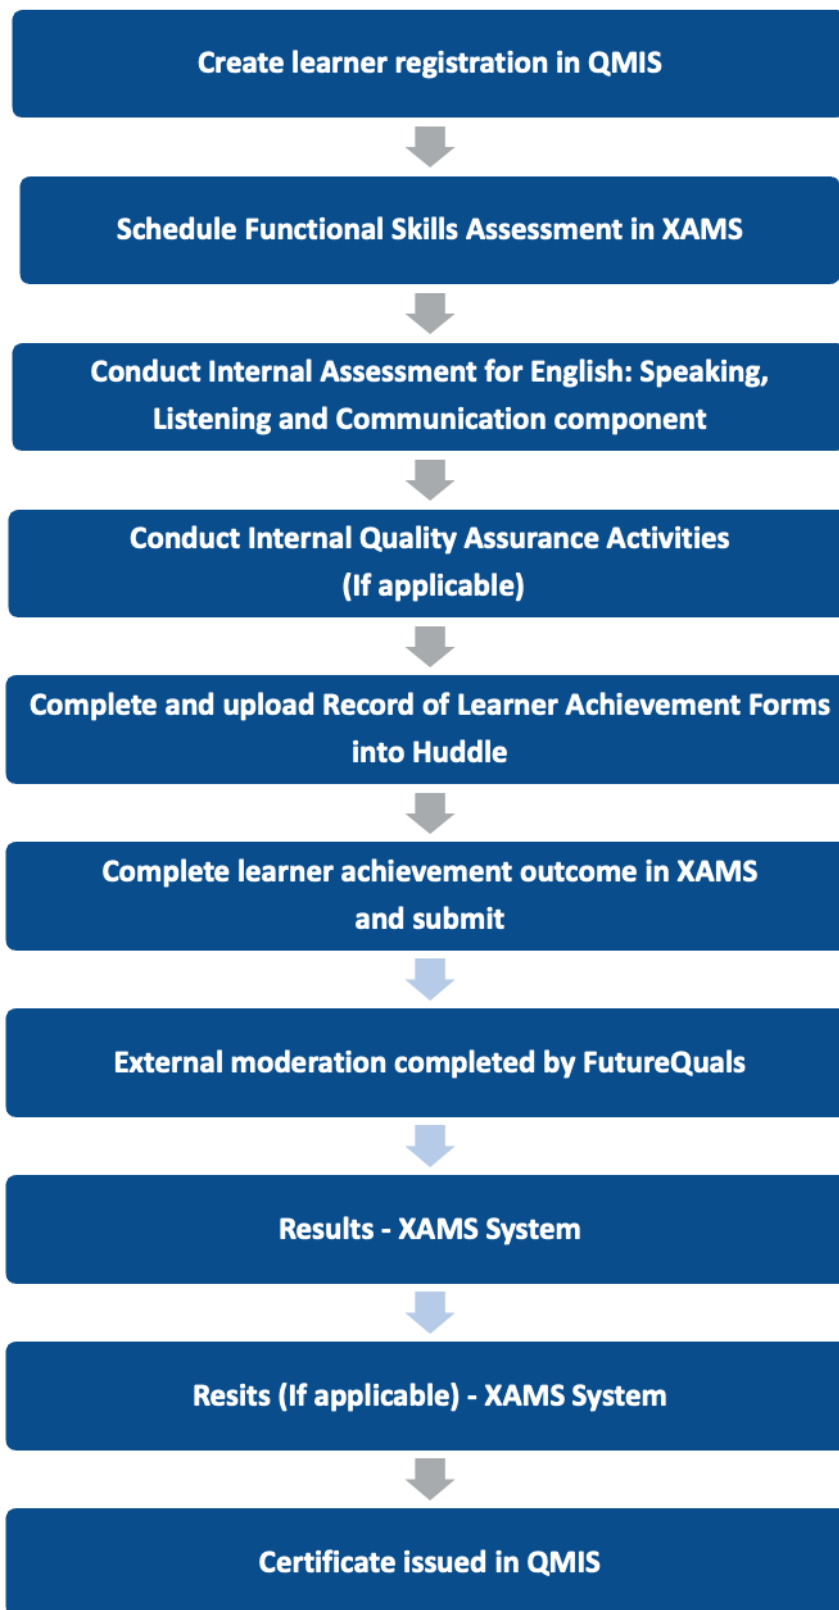 Create learner registration in QMIS
Schedule Functional Skills Assessment in XAMS
Conduct Internal Assessment for English: Speaking,
Listening and Communication component
Conduct Internal Quality Assurance Activities
(If applicable)
Complete and upload Record of Learner Achievement Forms
into Huddle
Complete learner achievement outcome in XAMS
and submit
External moderation completed by FutureQuals
Results - XAMS System
Resits (If applicable) - XAMS System
Certificate issued in QMIS